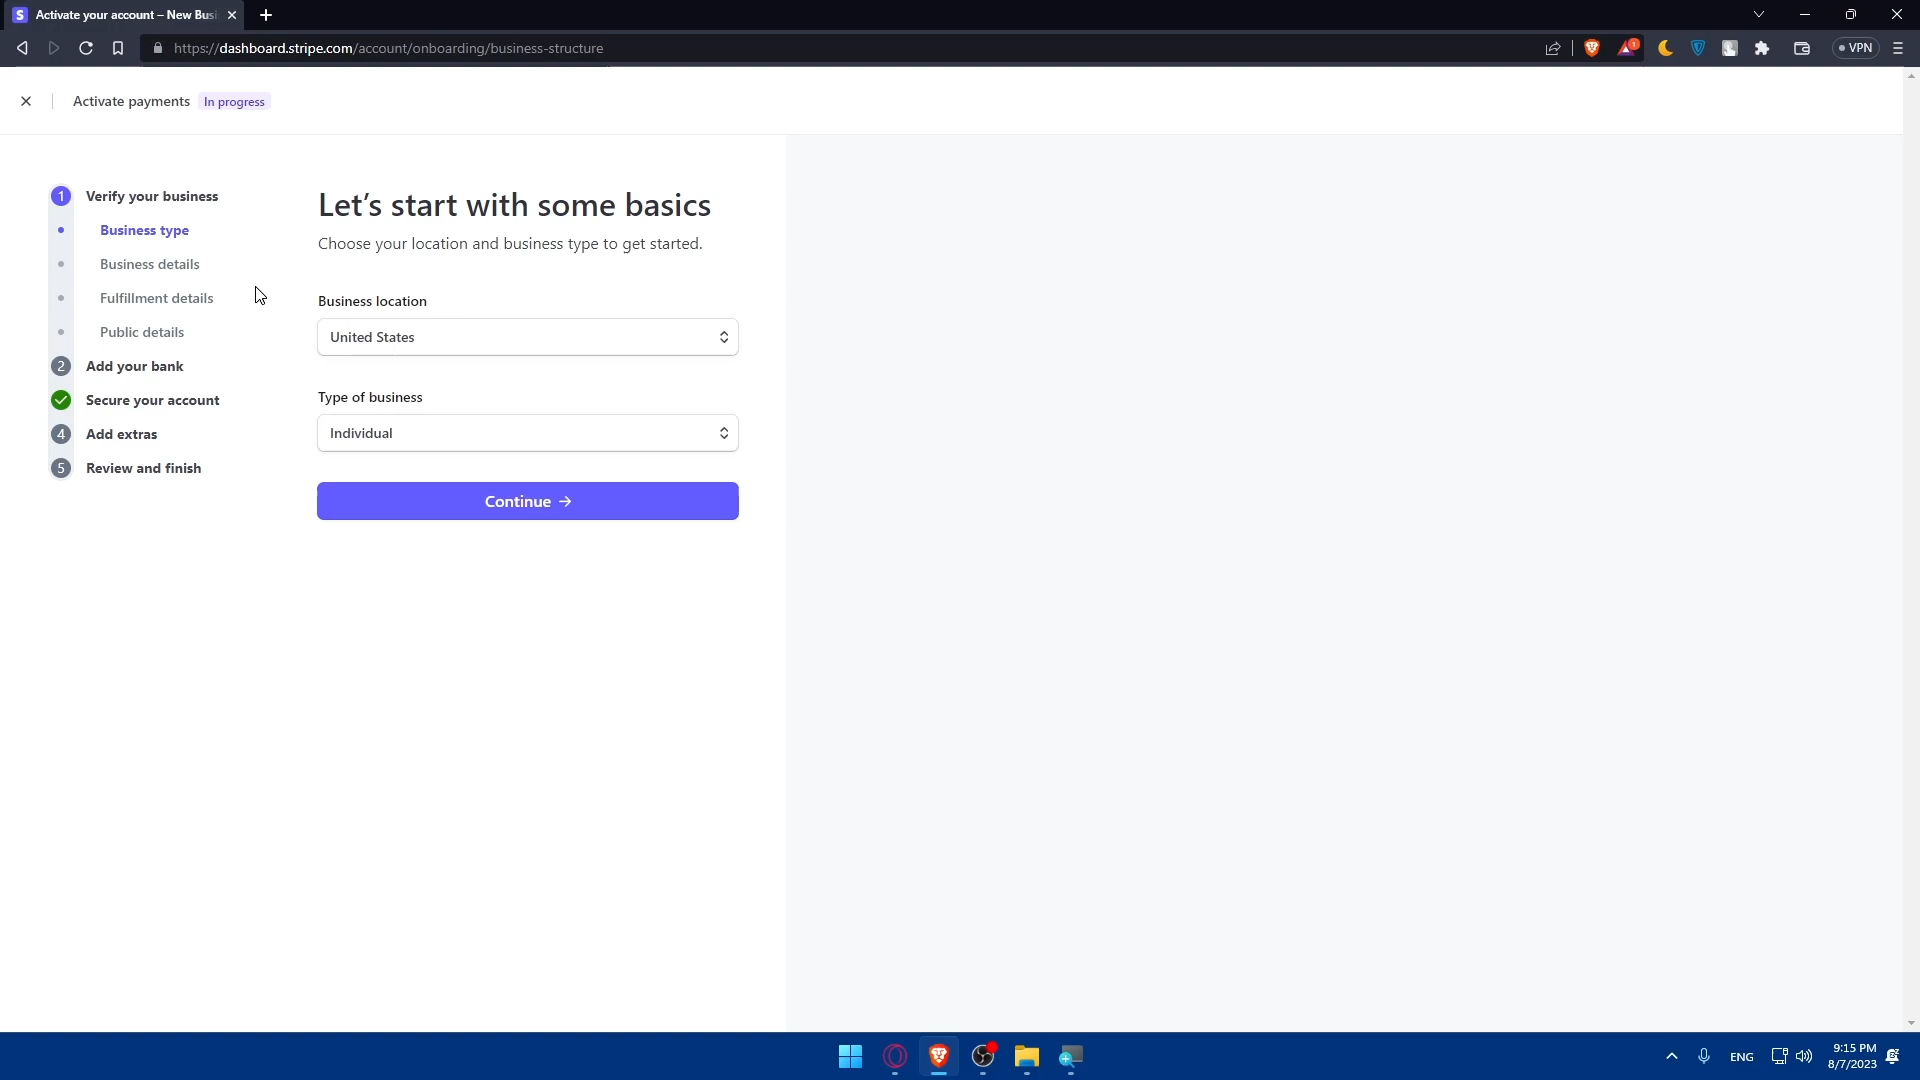 S Activate your account – New Busi
https://dashboard.stripe.com/account/onboarding/business-structure
1
VPN
Activate payments In progress
1 Verify your business
Business type
Business details
Fulfillment details
Public details
2 Add your bank
Secure your account
4 Add extras
5 Review and finish
Let’s start with some basics
Choose your location and business type to get started.
Business location
United States
Type of business
Individual
Continue →
ENG
9:15 PM
8/7/2023